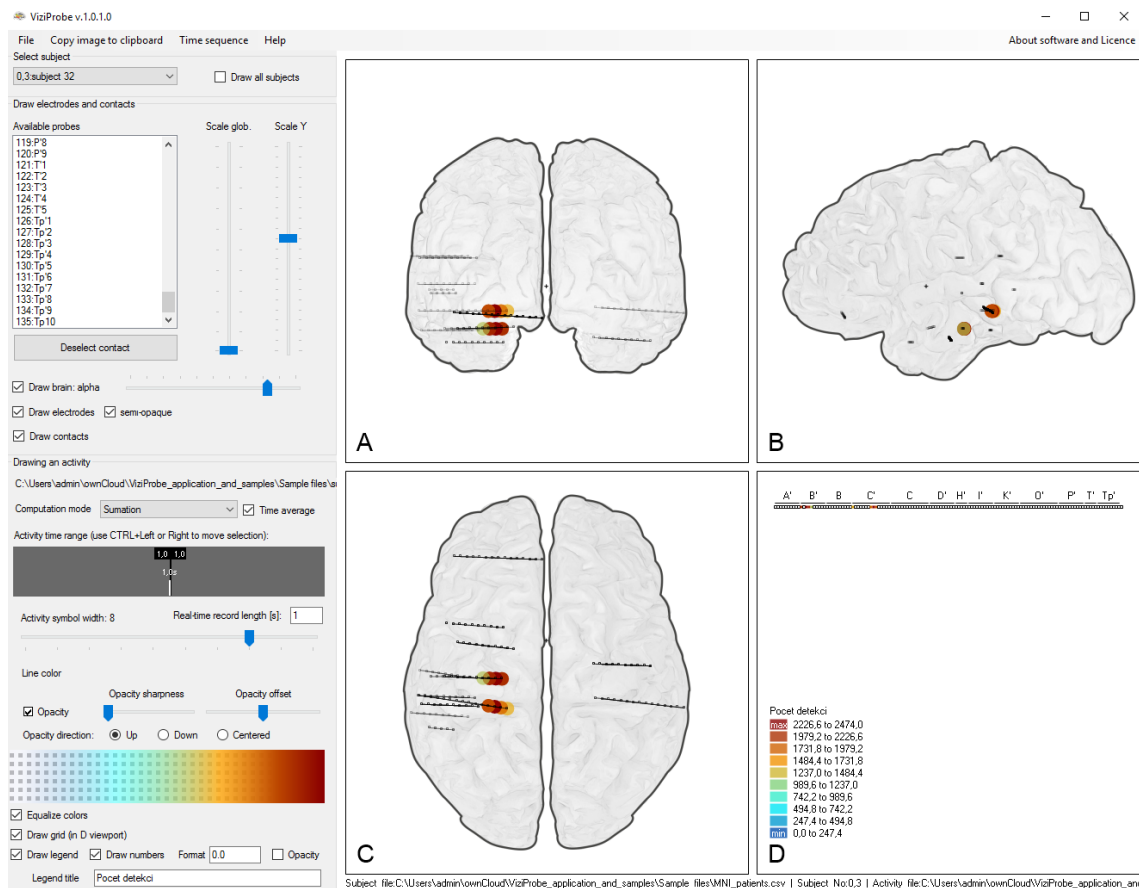 ViziProbe v.1.0.1.0
File Copy image to clipboard Time sequence Help About software and Licence
Select subject
0,3:subject 32
Draw all subjects
Draw electrodes and contacts
Available probes Scale glob. Scale Y
119:P'8
120:P'9
121:T'1
122:T'2
123:T'3
124:T'4
125:T'5
126:Tp'1
127:Tp'2
128:Tp'3
129:Tp'4
130:Tp'5
131:Tp'6
132:Tp'7
133:Tp'8
134:Tp'9
135:Tp10
Deselect contact
Draw brain: alpha
Draw electrodes semi-opaque
Draw contacts
Drawing an activity
C:\Users\admin\ownCloud\ViziProbe_application_and_samples\Sample files\su
Computation mode Sumation Time average
Activity time range (use CTRL+Left or Right to move selection):
1,0 1,0
1,0s
Activity symbol width: 8 Real-time record length [s]: 1
Line color
Opacity sharpness Opacity offset
Opacity
Opacity direction: Up Down Centered
Equalize colors
Draw grid (in D viewport)
Draw legend Draw numbers Format 0.0 Opacity
Legend title Pocet detekci
A
B
C
A' B' B C' C D' H' I' K' O' P' T' Tp'
Pocet detekci
max 2226,6 to 2474,0
1979,2 to 2226,6
1731,8 to 1979,2
1484,4 to 1731,8
1237,0 to 1484,4
989,6 to 1237,0
742,2 to 989,6
494,8 to 742,2
247,4 to 494,8
min 0,0 to 247,4
D
Subject file:C:\Users\admin\ownCloud\ViziProbe_application_and_samples\Sample files\MNI_patients.csv | Subject No:0,3 | Activity file:C:\Users\admin\ownCloud\ViziProbe_application_an